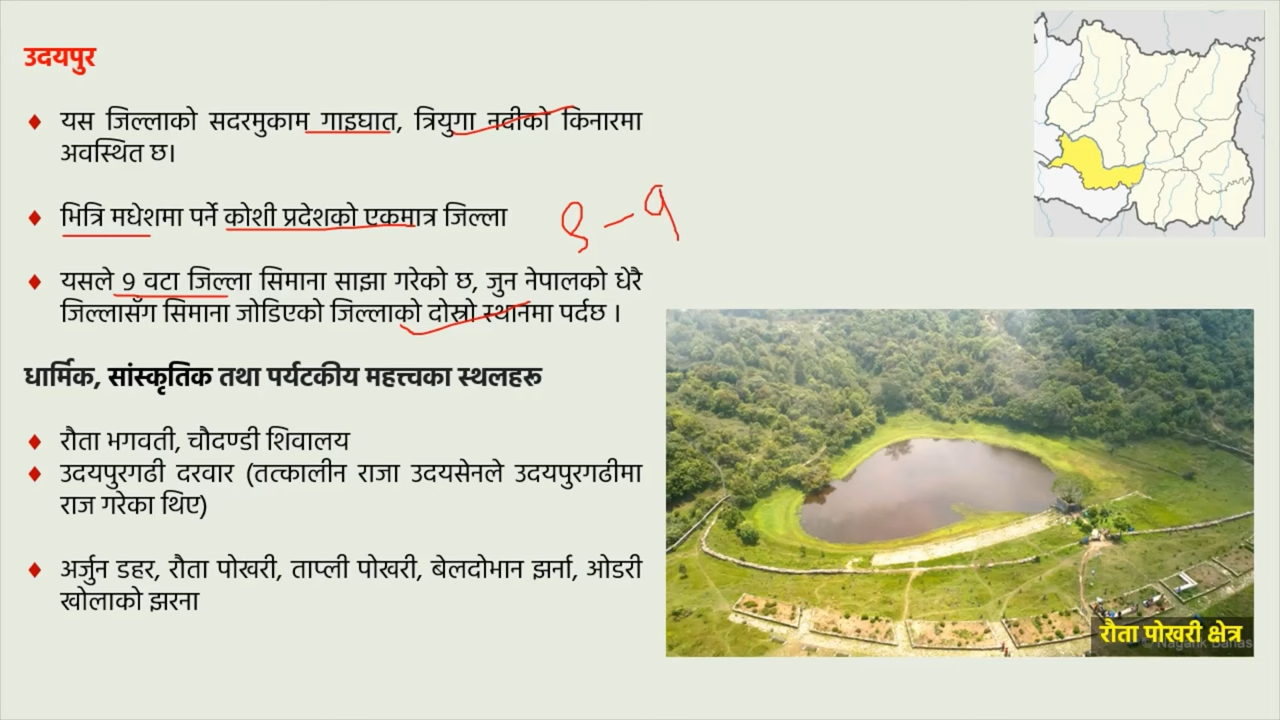 उदयपुर
यस जिल्लाको सदरमुकाम गाइघात, त्रियुगा नदीको किनारमा
अवस्थित छ।
भित्रि मधेशमा पर्ने कोशी प्रदेशको एकमात्र जिल्ला
यसले 9 वटा जिल्ला सिमाना साझा गरेको छ, जुन नेपालको धेरै
जिल्लासँग सिमाना जोडिएको जिल्लाको दोस्रो स्थानमा पर्दछ ।
धार्मिक, सांस्कृतिक तथा पर्यटकीय महत्त्वका स्थलहरू
रौता भगवती, चौदण्डी शिवालय
उदयपुरगढी दरवार (तत्कालीन राजा उदयसेनले उदयपुरगढीमा
राज गरेका थिए)
अर्जुन डहर, रौता पोखरी, ताप्ली पोखरी, बेलदोभान झर्ना, ओडरी
खोलाको झरना
रौता पोखरी क्षेत्र